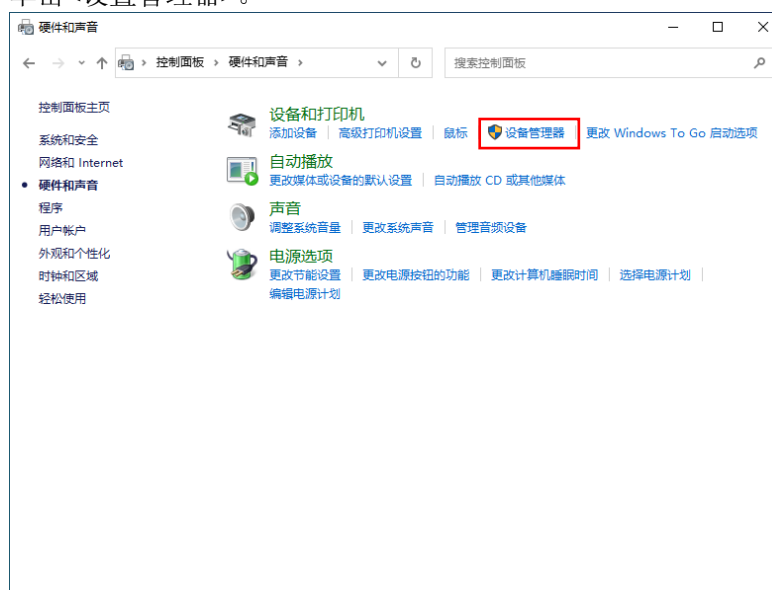 单击"设置管理器"。
硬件和声音
控制面板 > 硬件和声音 >
搜索控制面板
控制面板主页
系统和安全
网络和 Internet
硬件和声音
程序
用户帐户
外观和个性化
时钟和区域
轻松使用
设备和打印机
添加设备 | 高级打印机设置 | 鼠标 | 设备管理器 | 更改 Windows To Go 启动选项
自动播放
更改媒体或设备的默认设置 | 自动播放 CD 或其他媒体
声音
调整系统音量 | 更改系统声音 | 管理音频设备
电源选项
更改节能设置 | 更改电源按钮的功能 | 更改计算机睡眠时间 | 选择电源计划 |
编辑电源计划